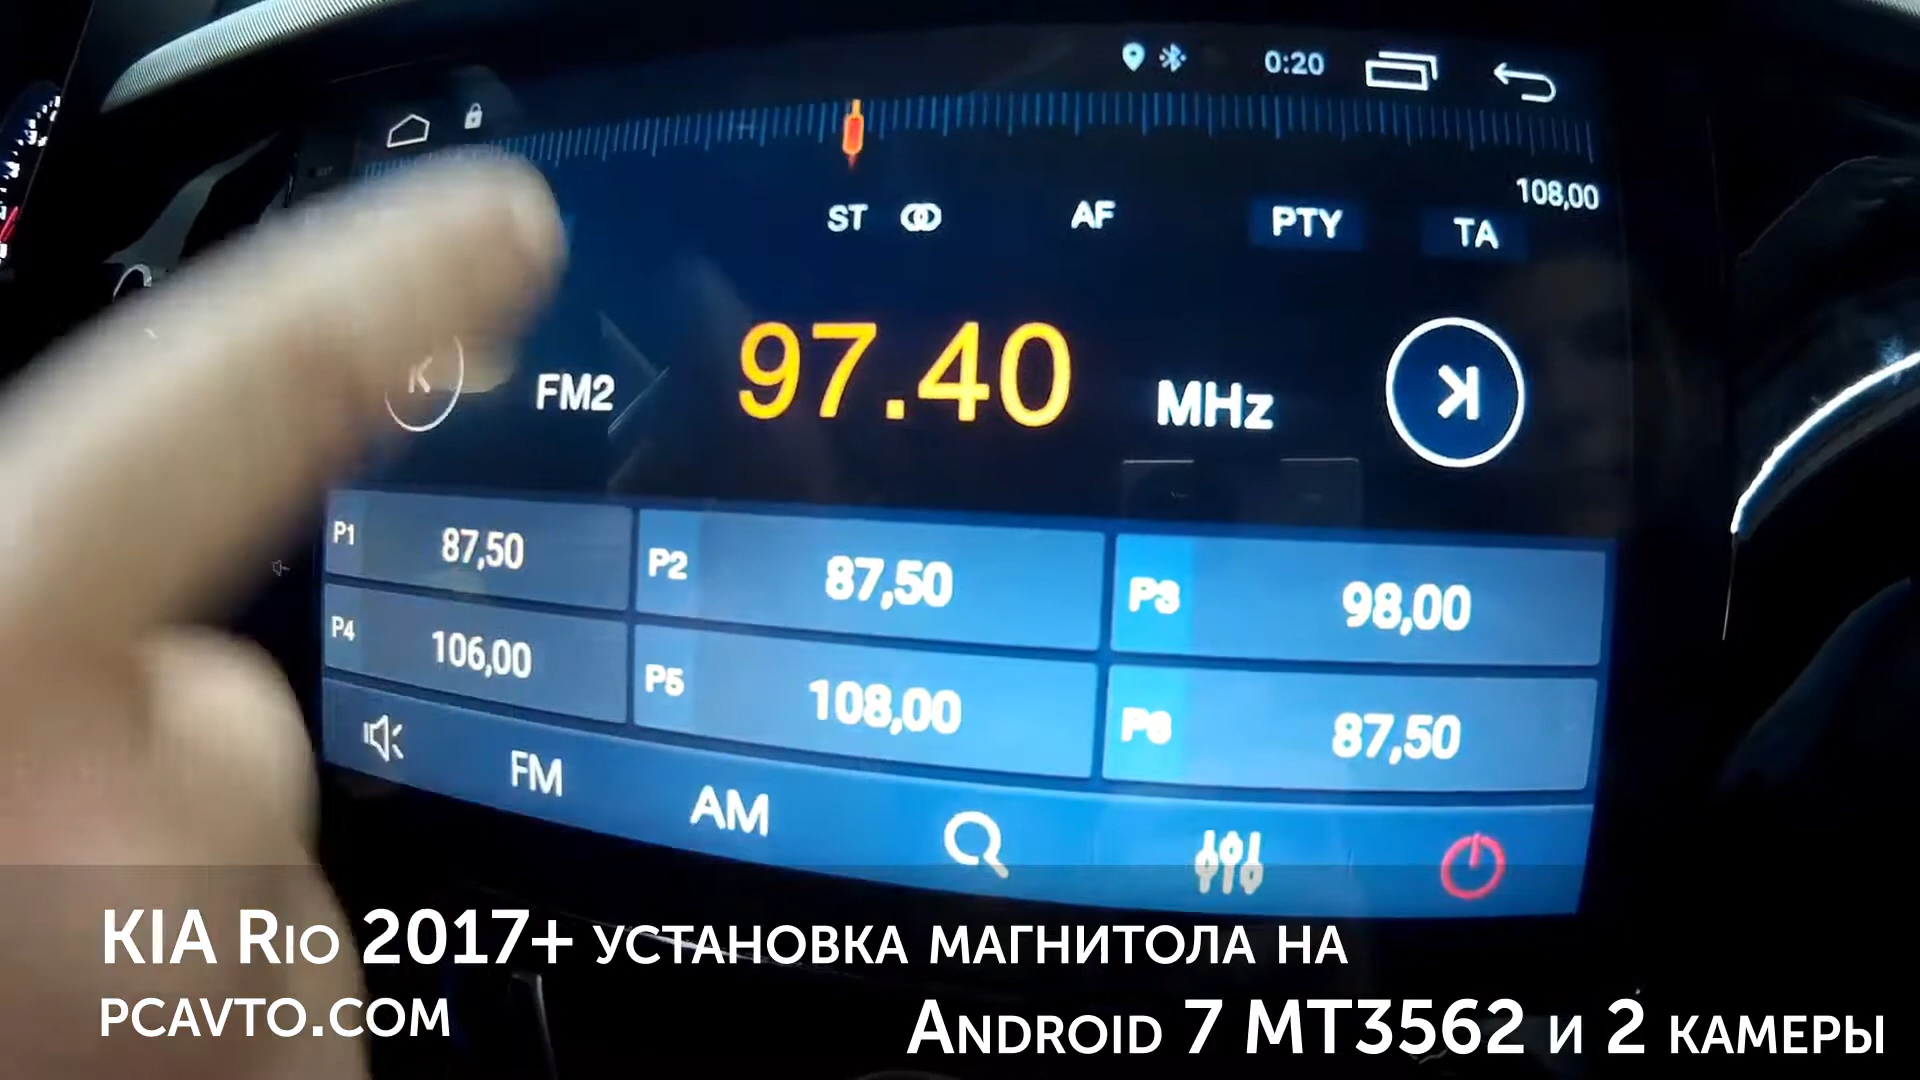 0:20
108,00
ST AF PTY TA
FM2 97.40 MHz
P1 87,50 P2 87,50 P3 98,00
P4 106,00 P5 108,00 P6 87,50
FM AM
KIA Rio 2017+ установка магнитола на
pcavto.com
Android 7 MT3562 и 2 камеры